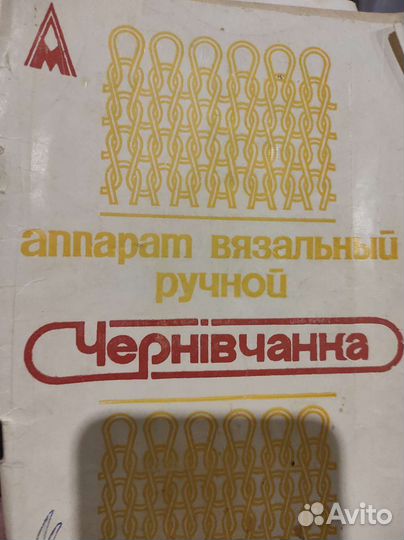 аппарат вязальный
ручной
Чернівчанка
Avito